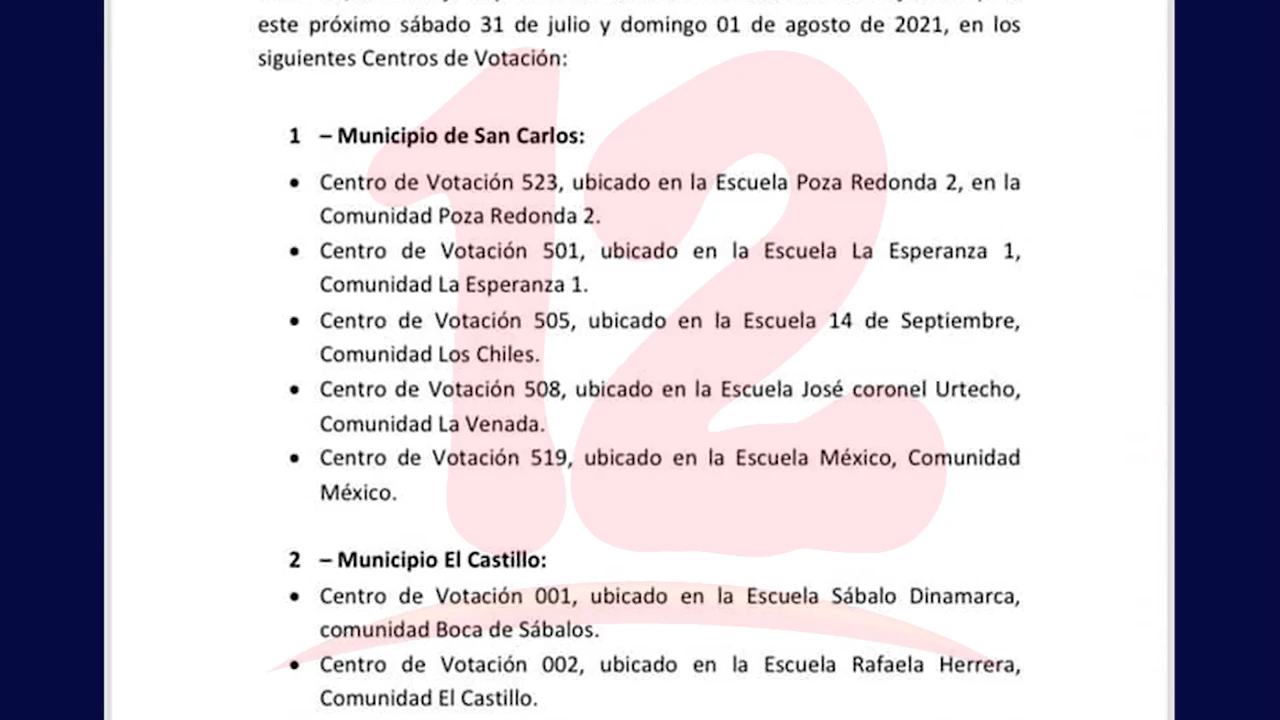 este próximo sábado 31 de julio y domingo 01 de agosto de 2021, en los
siguientes Centros de Votación:
1 – Municipio de San Carlos:
• Centro de Votación 523, ubicado en la Escuela Poza Redonda 2, en la
Comunidad Poza Redonda 2.
• Centro de Votación 501, ubicado en la Escuela La Esperanza 1,
Comunidad La Esperanza 1.
• Centro de Votación 505, ubicado en la Escuela 14 de Septiembre,
Comunidad Los Chiles.
• Centro de Votación 508, ubicado en la Escuela José coronel Urtecho,
Comunidad La Venada.
• Centro de Votación 519, ubicado en la Escuela México, Comunidad
México.
2 – Municipio El Castillo:
• Centro de Votación 001, ubicado en la Escuela Sábalo Dinamarca,
comunidad Boca de Sábalos.
• Centro de Votación 002, ubicado en la Escuela Rafaela Herrera,
Comunidad El Castillo.
12